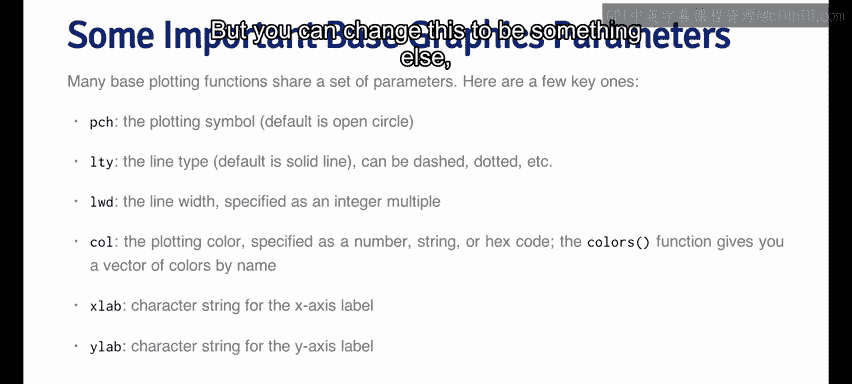 Some Important Base Graphics Parameters
But you can change this to be something
else,
Many base plotting functions share a set of parameters. Here are a few key ones:
· pch: the plotting symbol (default is open circle)
· lty: the line type (default is solid line), can be dashed, dotted, etc.
· lwd: the line width, specified as an integer multiple
· col: the plotting color, specified as a number, string, or hex code; the colors() function gives you
a vector of colors by name
· xlab: character string for the x-axis label
· ylab: character string for the y-axis label